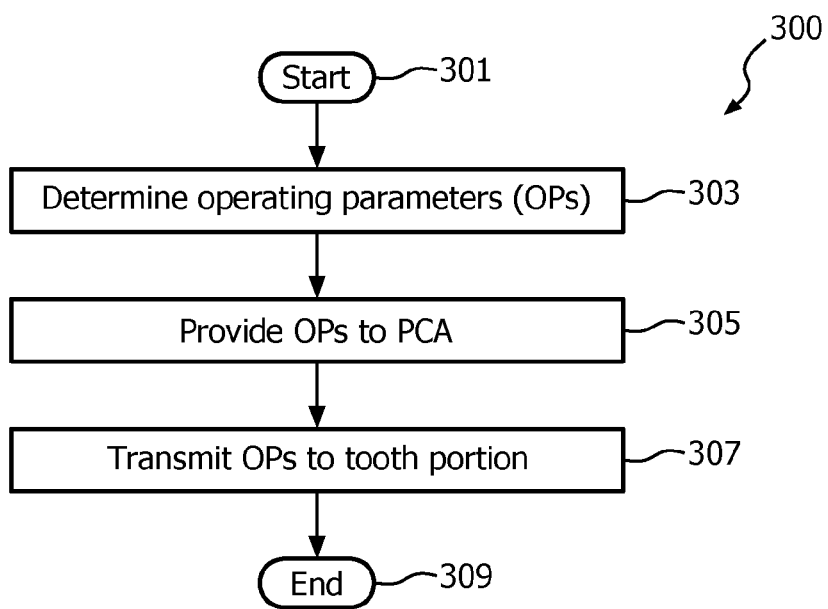 300
Start 301
Determine operating parameters (OPs) 303
Provide OPs to PCA 305
Transmit OPs to tooth portion 307
End 309